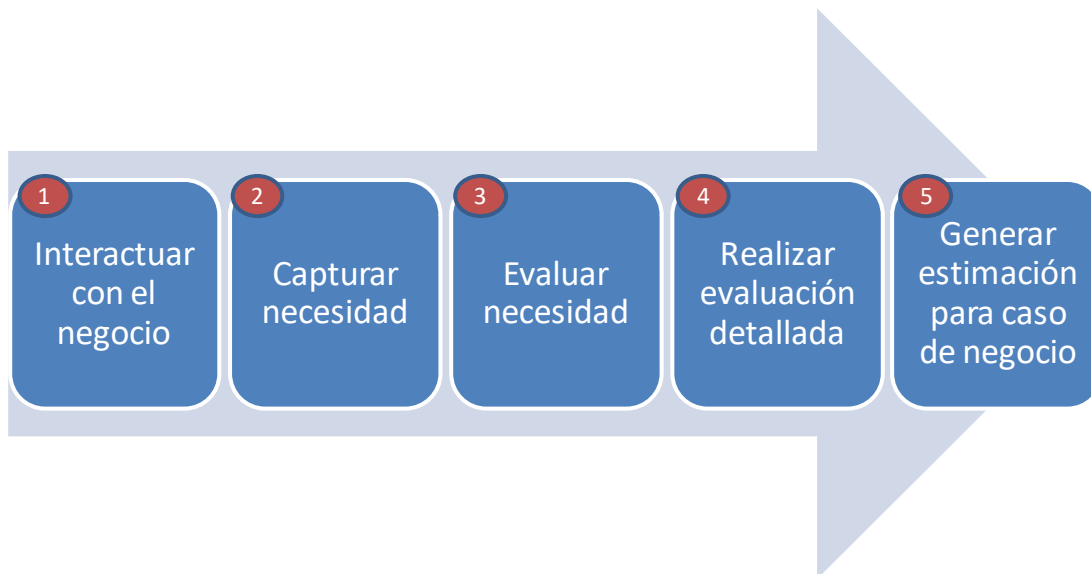 1
Interactuar
con el
negocio
2
Capturar
necesidad
3
Evaluar
necesidad
4
Realizar
evaluación
detallada
5
Generar
estimación
para caso
de negocio